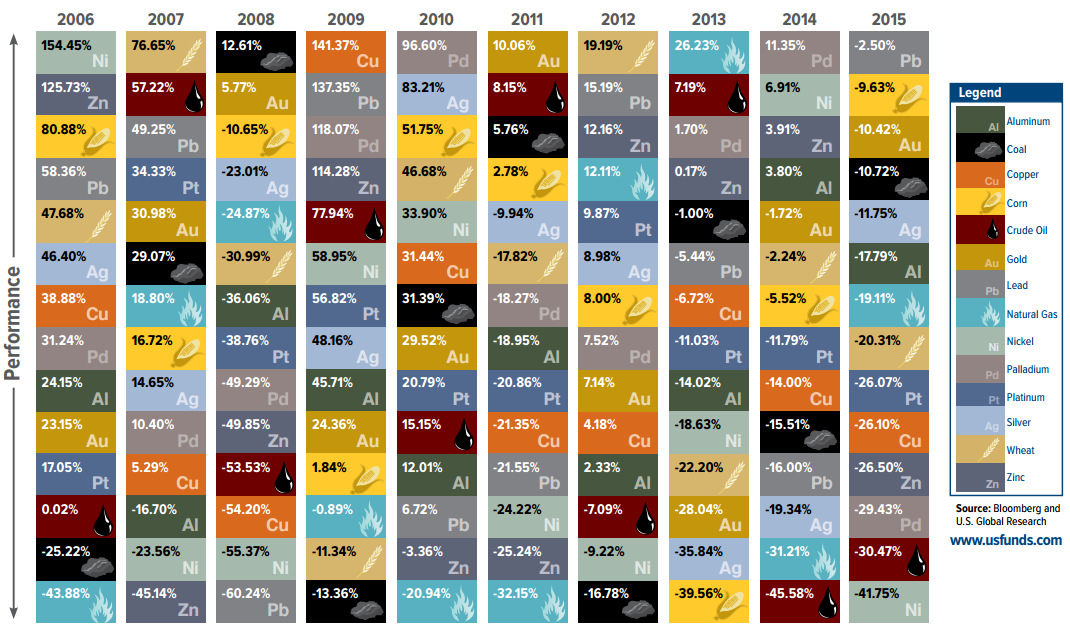 2006 2007 2008 2009 2010 2011 2012 2013 2014 2015
154.45% Ni 76.65% 12.61% 141.37% Cu 96.60% Pd 10.06% Au 19.19% 26.23% 11.35% Pd -2.50% Pb
125.73% Zn 57.22% 5.77% Au 137.35% Pb 83.21% Ag 8.15% 15.19% Pb 7.19% 6.91% Ni -9.63%
80.88% 49.25% Pb -10.65% 118.07% Pd 51.75% 5.76% 12.16% Zn 1.70% Pd 3.91% Zn -10.42% Au
58.36% Pb 34.33% Pt -23.01% Ag 114.28% Zn 46.68% 2.78% 12.11% 0.17% Zn 3.80% Al -10.72%
47.68% 30.98% Au -24.87% 77.94% 33.90% Ni -9.94% Ag 9.87% Pt -1.00% -1.72% Au -11.75% Ag
46.40% Ag 29.07% -30.99% 58.95% Ni 31.44% Cu -17.82% 8.98% Ag -5.44% Pb -2.24% -17.79% Al
38.88% Cu 18.80% -36.06% Al 56.82% Pt 31.39% -18.27% Pd 8.00% -6.72% Cu -5.52% -19.11%
31.24% Pd 16.72% -38.76% Pt 48.16% Ag 29.52% Au -18.95% Al 7.52% Pd -11.03% Pt -11.79% Pt -20.31%
24.15% Al 14.65% Ag -49.29% Pd 45.71% Al 20.79% Pt -20.86% Pt 7.14% Au -14.02% Al -14.00% Cu -26.07% Pt
23.15% Au 10.40% Pd -49.85% Zn 24.36% Au 15.15% -21.35% Cu 4.18% Cu -18.63% Ni -15.51% -26.10% Cu
17.05% Pt 5.29% Cu -53.53% 1.84% 12.01% Al -21.55% Pb 2.33% Al -22.20% -16.00% Pb -26.50% Zn
0.02% -16.70% Al -54.20% Cu -0.89% 6.72% Pb -24.22% Ni -7.09% -28.04% Au -19.34% Ag -29.43% Pd
-25.22% -23.56% Ni -55.37% Ni -11.34% -3.36% Zn -25.24% Zn -9.22% Ni -35.84% Ag -31.21% -30.47%
-43.88% -45.14% Zn -60.24% Pb -13.36% -20.94% -32.15% -16.78% -39.56% -45.58% -41.75% Ni
Performance
Legend
Al Aluminum
Coal
Cu Copper
Corn
Crude Oil
Au Gold
Pb Lead
Natural Gas
Ni Nickel
Pd Palladium
Pt Platinum
Ag Silver
Wheat
Zn Zinc
Source: Bloomberg and
U.S. Global Research
www.usfunds.com